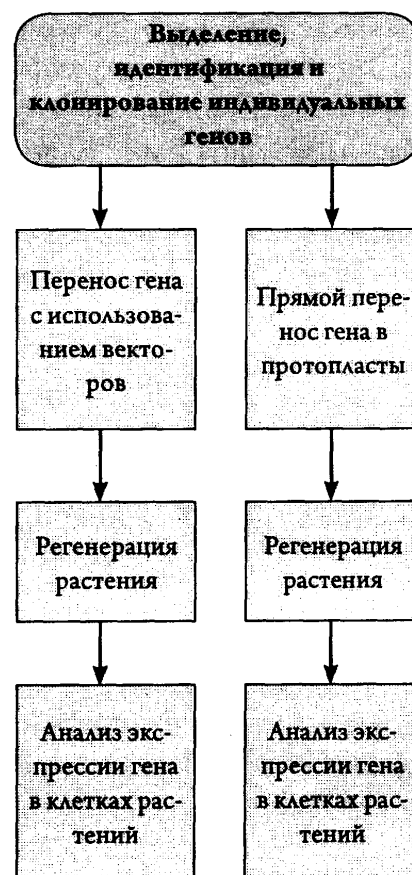 Выделение,
идентификация и
клонирование индивидуальных
генов
Перенос гена
с использова-
нием векто-
ров
Прямой пере-
нос гена в
протопласты
Регенерация
растения
Регенерация
растения
Анализ экс-
прессии гена
в клетках рас-
тений
Анализ экс-
прессии гена
в клетках рас-
тений